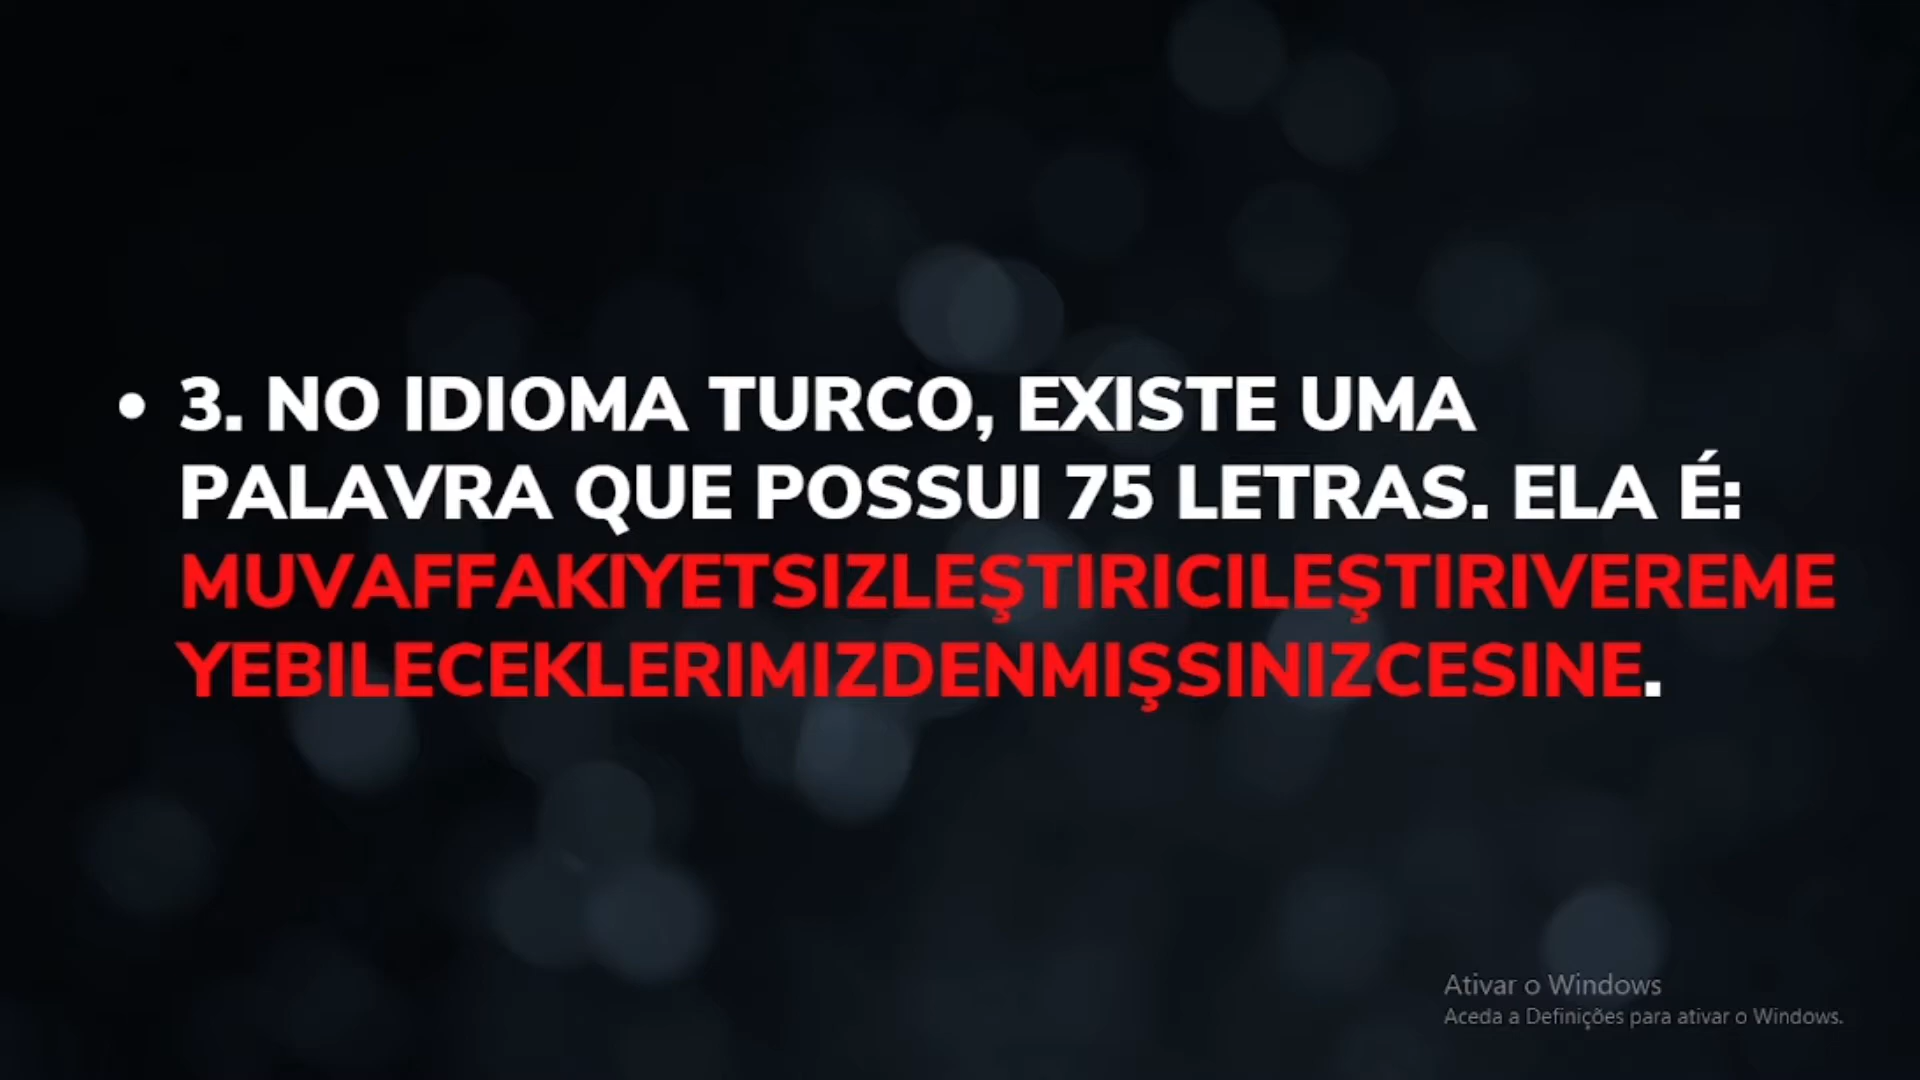 • 3. NO IDIOMA TURCO, EXISTE UMA
PALAVRA QUE POSSUI 75 LETRAS. ELA É:
MUVAFFAKIYETSIZLEŞTIRICILEŞTIRIVEREME
YEBILECEKLERIMIZDENMIŞSINIZCESINE.
Ativar o Windows
Aceda a Definições para ativar o Windows.